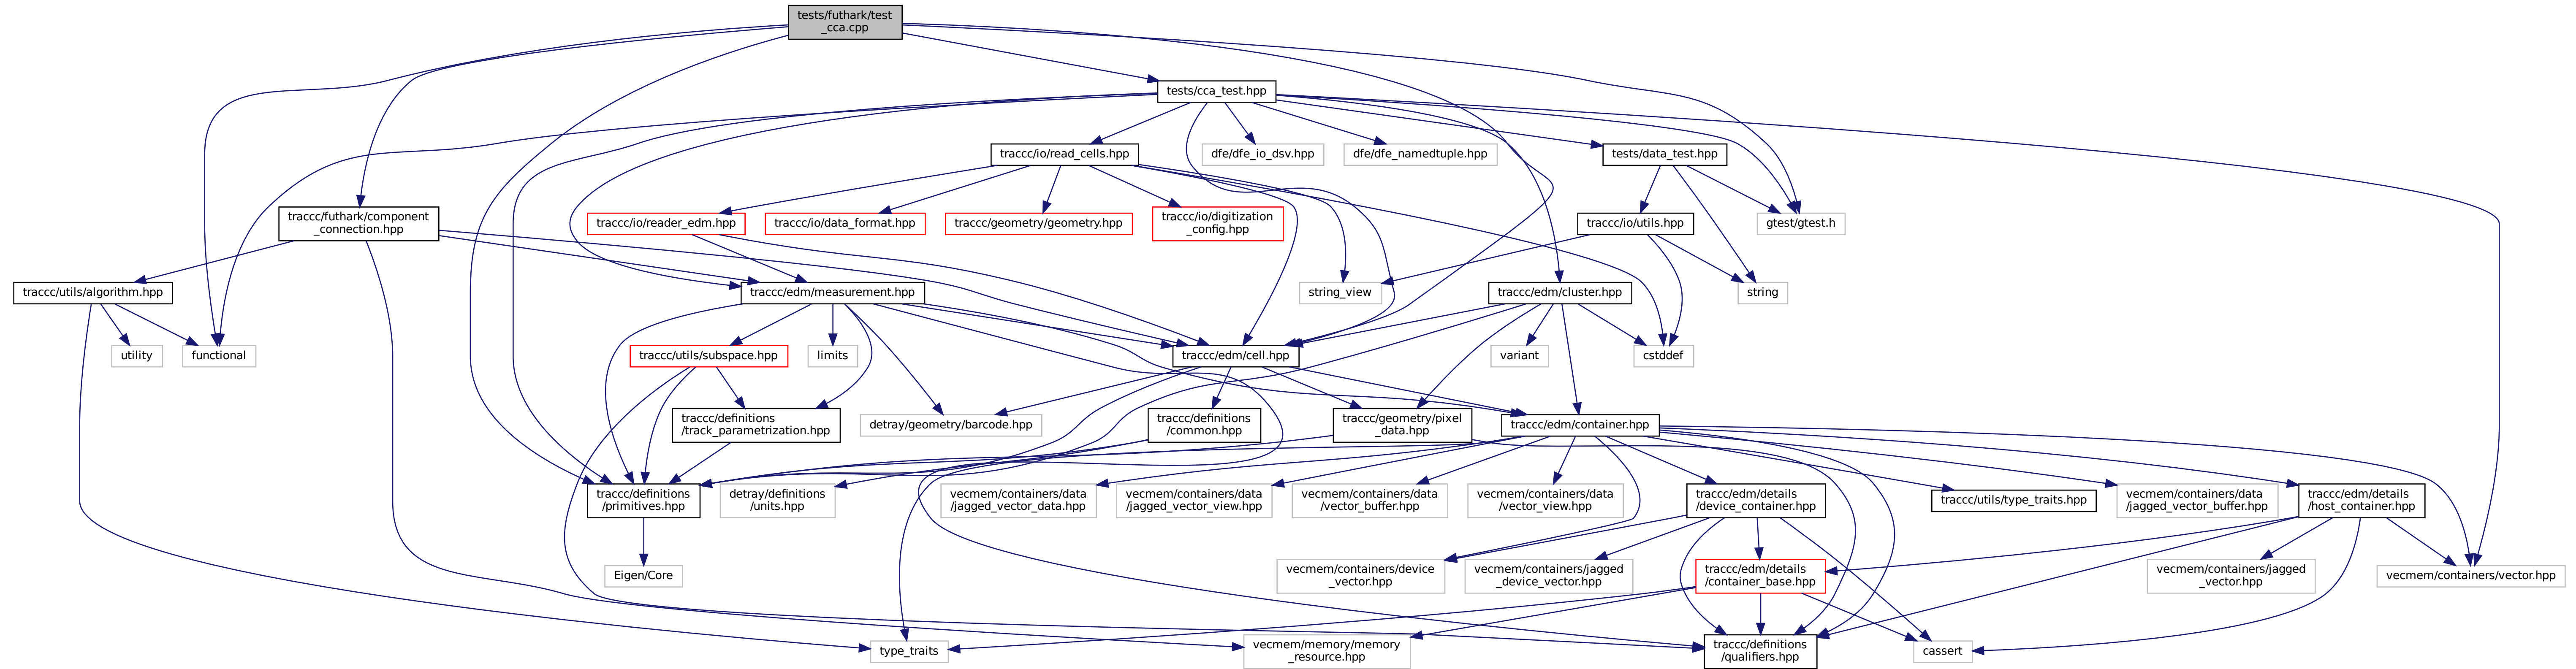 tests/futhark/test
_cca.cpp
tests/cca_test.hpp
traccc/io/read_cells.hpp
dfe/dfe_io_dsv.hpp
dfe/dfe_namedtuple.hpp
tests/data_test.hpp
traccc/futhark/component
_connection.hpp
traccc/io/reader_edm.hpp
traccc/io/data_format.hpp
traccc/geometry/geometry.hpp
traccc/io/digitization
_config.hpp
traccc/io/utils.hpp
gtest/gtest.h
traccc/utils/algorithm.hpp
traccc/edm/measurement.hpp
string_view
traccc/edm/cluster.hpp
string
utility
functional
traccc/utils/subspace.hpp
limits
traccc/edm/cell.hpp
variant
cstddef
traccc/definitions
/track_parametrization.hpp
detray/geometry/barcode.hpp
traccc/definitions
/common.hpp
traccc/geometry/pixel
_data.hpp
traccc/edm/container.hpp
traccc/definitions
/primitives.hpp
detray/definitions
/units.hpp
vecmem/containers/data
/jagged_vector_data.hpp
vecmem/containers/data
/jagged_vector_view.hpp
vecmem/containers/data
/vector_buffer.hpp
vecmem/containers/data
/vector_view.hpp
traccc/edm/details
/device_container.hpp
traccc/utils/type_traits.hpp
vecmem/containers/data
/jagged_vector_buffer.hpp
traccc/edm/details
/host_container.hpp
Eigen/Core
vecmem/containers/device
_vector.hpp
vecmem/containers/jagged
_device_vector.hpp
traccc/edm/details
/container_base.hpp
vecmem/containers/jagged
_vector.hpp
vecmem/containers/vector.hpp
type_traits
vecmem/memory/memory
_resource.hpp
traccc/definitions
/qualifiers.hpp
cassert